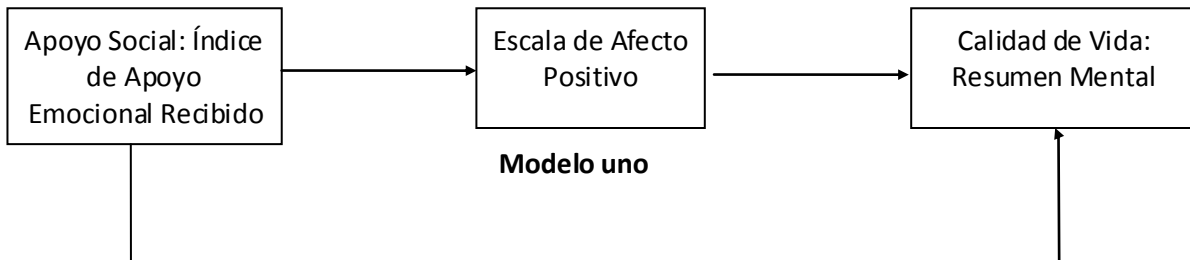 Apoyo Social: Índice
de Apoyo
Emocional Recibido
Escala de Afecto
Positivo
Calidad de Vida:
Resumen Mental
Modelo uno